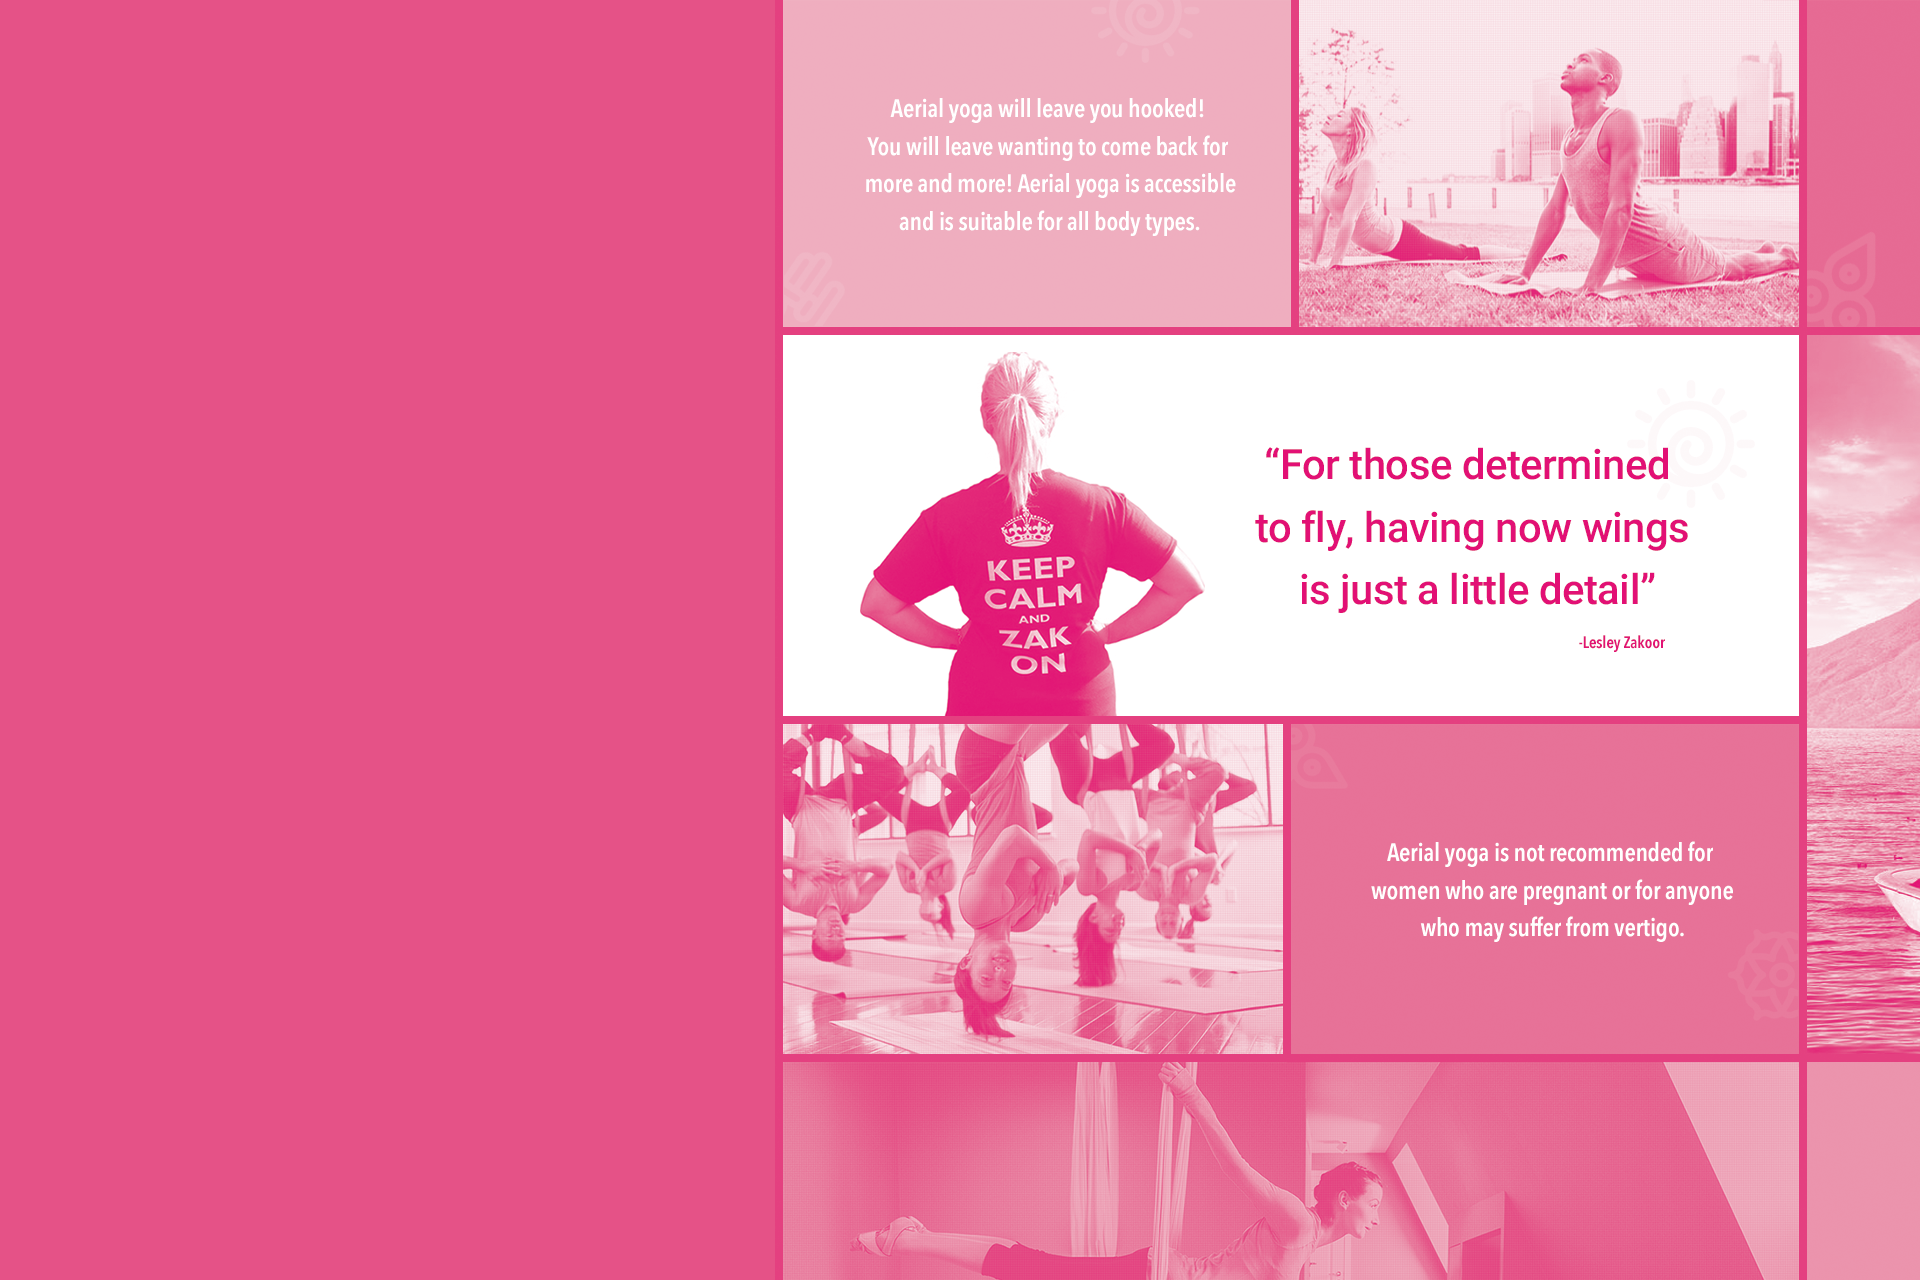 Aerial yoga will leave you hooked!
You will leave wanting to come back for
more and more! Aerial yoga is accessible
and is suitable for all body types.
KEEP
CALM
AND
ZAK
ON
“For those determined
to fly, having now wings
is just a little detail”
-Lesley Zakoor
Aerial yoga is not recommended for
women who are pregnant or for anyone
who may suffer from vertigo.